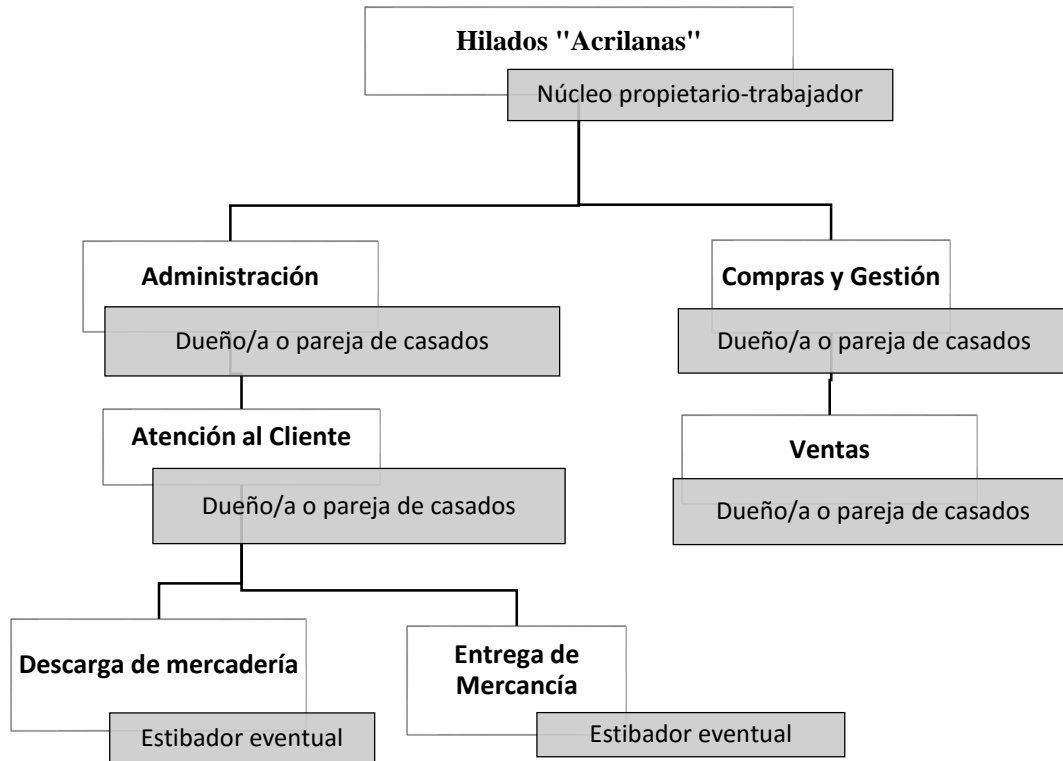 Hilados "Acrilanas"
Núcleo propietario-trabajador
Administración
Dueño/a o pareja de casados
Compras y Gestión
Dueño/a o pareja de casados
Atención al Cliente
Dueño/a o pareja de casados
Ventas
Dueño/a o pareja de casados
Descarga de mercadería
Estibador eventual
Entrega de
Mercancía
Estibador eventual